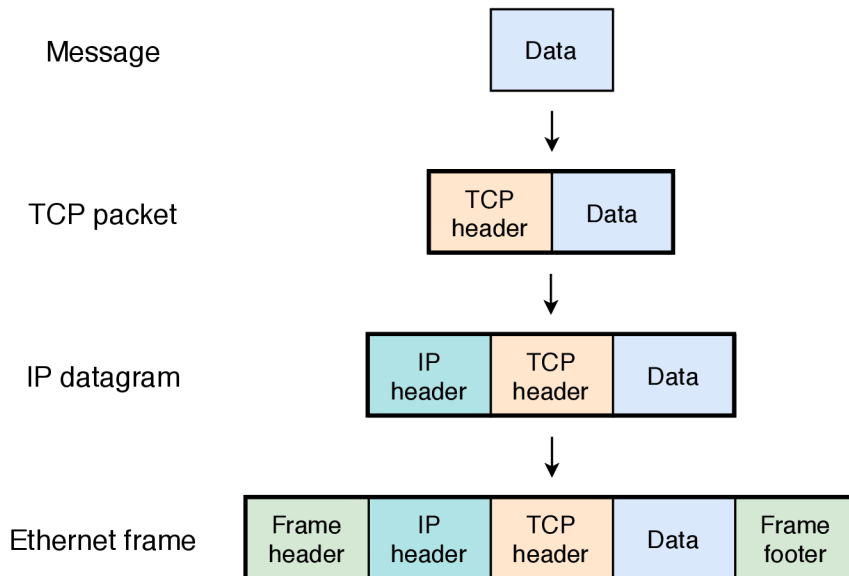 Message
Data
TCP packet
TCP
header
Data
IP datagram
IP
header
TCP
header
Data
Ethernet frame
Frame
header
IP
header
TCP
header
Data
Frame
footer